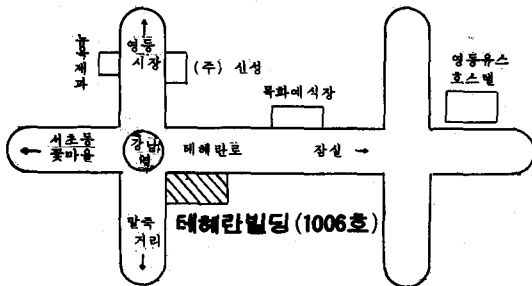 영동
시장
뉴욕제과
(주) 신성
목화예식장
영동유스
호스텔
서초동
꽃마을
강남
역
테헤란로
잠실
말죽
거리
테헤란빌딩(1006호)